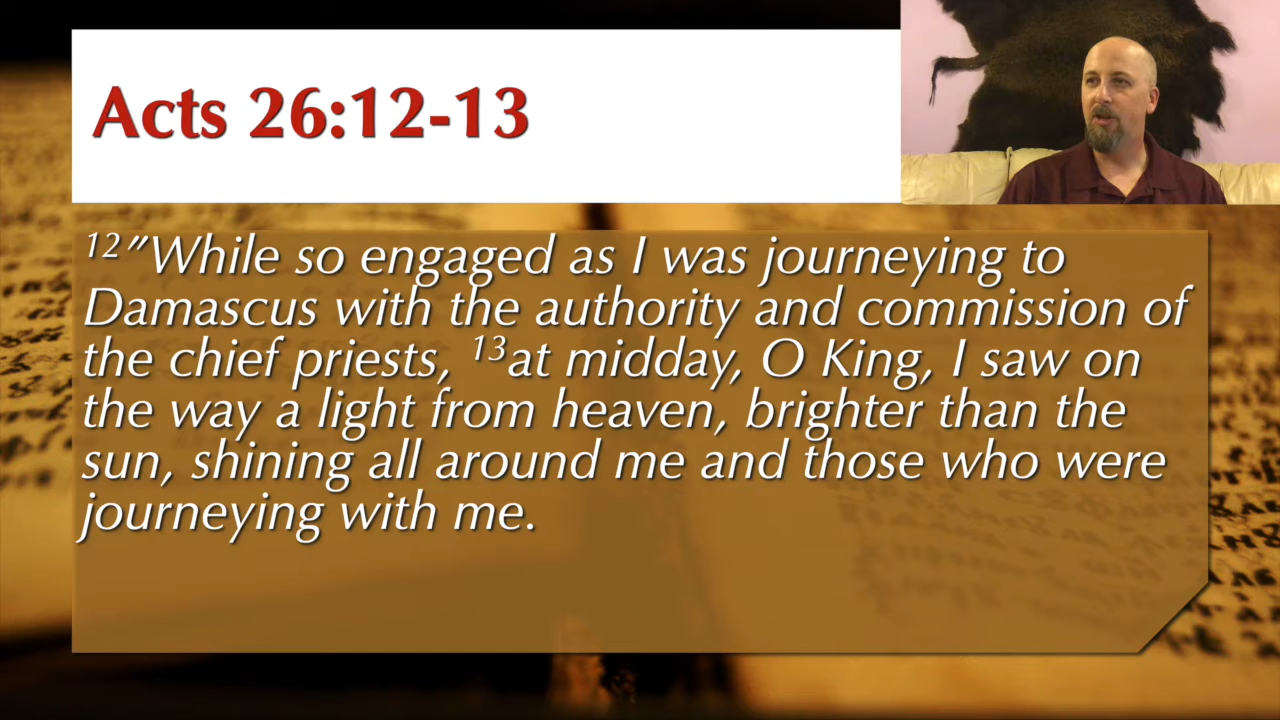 Acts 26:12-13
12"While so engaged as I was journeying to
Damascus with the authority and commission of
the chief priests, 13at midday, O King, I saw on
the way a light from heaven, brighter than the
sun, shining all around me and those who were
journeying with me.